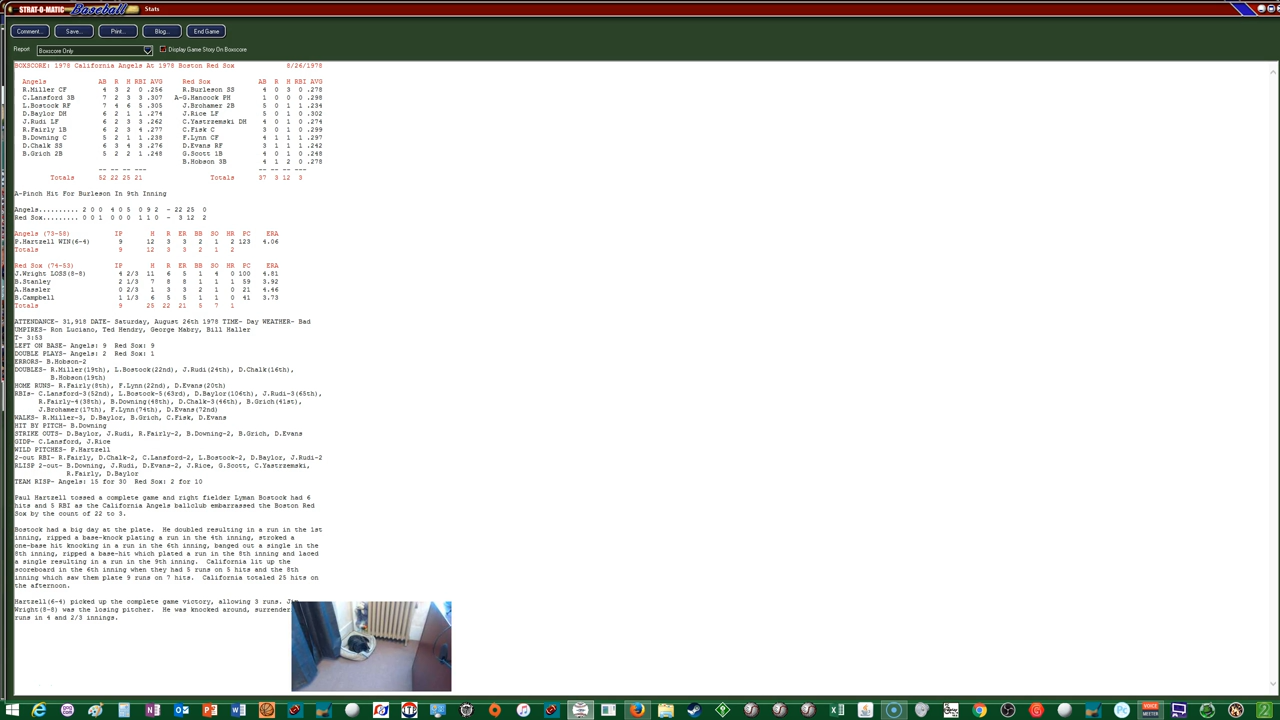 STRAT-O-MATIC Baseball Stats
Comment... Save... Print... Blog... End Game
Report Boxscore Only Display Game Story On Boxscore
BOXSCORE: 1978 California Angels At 1978 Boston Red Sox 8/26/1978
Angels AB R H RBI AVG Red Sox AB R H RBI AVG
R.Miller CF 4 3 2 0 .256 R.Burleson SS 4 0 3 0 .278
C.Lansford 3B 7 2 3 3 .307 A-G.Hancock PH 1 0 0 0 .298
L.Bostock RF 7 4 6 5 .305 J.Brohamer 2B 5 0 1 1 .234
D.Baylor DH 6 2 1 1 .274 J.Rice LF 5 0 1 0 .302
J.Rudi LF 6 2 3 3 .262 C.Yastrzemski DH 4 0 1 0 .274
R.Fairly 1B 6 2 3 4 .277 C.Fisk C 3 0 1 0 .299
B.Downing C 5 2 1 1 .238 F.Lynn CF 4 1 1 1 .297
D.Chalk SS 6 3 4 3 .276 D.Evans RF 3 1 1 1 .242
B.Grich 2B 5 2 2 1 .248 G.Scott 1B 4 0 1 0 .248
B.Hobson 3B 4 1 2 0 .278
-- -- -- --- -- -- -- ---
Totals 52 22 25 21 Totals 37 3 12 3
A-Pinch Hit For Burleson In 9th Inning
Angels.......... 2 0 0 4 0 5 0 9 2 - 22 25 0
Red Sox......... 0 0 1 0 0 0 1 1 0 - 3 12 2
Angels (73-58) IP H R ER BB SO HR PC ERA
P.Hartzell WIN(6-4) 9 12 3 3 2 1 2 123 4.06
Totals 9 12 3 3 2 1 2
Red Sox (74-53) IP H R ER BB SO HR PC ERA
J.Wright LOSS(8-8) 4 2/3 11 6 5 1 4 0 100 4.81
B.Stanley 2 1/3 7 8 8 1 1 1 59 3.92
A.Hassler 0 2/3 1 3 3 2 1 0 21 4.46
B.Campbell 1 1/3 6 5 5 1 1 0 41 3.73
Totals 9 25 22 21 5 7 1
ATTENDANCE- 31,918 DATE- Saturday, August 26th 1978 TIME- Day WEATHER- Bad
UMPIRES- Ron Luciano, Ted Hendry, George Mabry, Bill Haller
T- 3:53
LEFT ON BASE- Angels: 9 Red Sox: 9
DOUBLE PLAYS- Angels: 2 Red Sox: 1
ERRORS- B.Hobson-2
DOUBLES- R.Miller(19th), L.Bostock(22nd), J.Rudi(24th), D.Chalk(16th),
B.Hobson(19th)
HOME RUNS- R.Fairly(8th), F.Lynn(22nd), D.Evans(20th)
RBIs- C.Lansford-3(52nd), L.Bostock-5(63rd), D.Baylor(106th), J.Rudi-3(65th),
R.Fairly-4(38th), B.Downing(48th), D.Chalk-3(46th), B.Grich(41st),
J.Brohamer(17th), F.Lynn(74th), D.Evans(72nd)
WALKS- R.Miller-3, D.Baylor, B.Grich, C.Fisk, D.Evans
HIT BY PITCH- B.Downing
STRIKE OUTS- D.Baylor, J.Rudi, R.Fairly-2, B.Downing-2, B.Grich, D.Evans
GIDP- C.Lansford, J.Rice
WILD PITCHES- P.Hartzell
2-out RBI- R.Fairly, D.Chalk-2, C.Lansford-2, L.Bostock-2, D.Baylor, J.Rudi-2
RLISP 2-out- B.Downing, J.Rudi, D.Evans-2, J.Rice, G.Scott, C.Yastrzemski,
R.Fairly, D.Baylor
TEAM RISP- Angels: 15 for 30 Red Sox: 2 for 10
Paul Hartzell tossed a complete game and right fielder Lyman Bostock had 6
hits and 5 RBI as the California Angels ballclub embarrassed the Boston Red
Sox by the count of 22 to 3.
Bostock had a big day at the plate. He doubled resulting in a run in the 1st
inning, ripped a base-knock plating a run in the 4th inning, stroked a
one-base hit knocking in a run in the 6th inning, banged out a single in the
8th inning, ripped a base-hit which plated a run in the 8th inning and laced
a single resulting in a run in the 9th inning. California lit up the
scoreboard in the 6th inning when they had 5 runs on 5 hits and the 8th
inning which saw them plate 9 runs on 7 hits. California totaled 25 hits on
the afternoon.
Hartzell(6-4) picked up the complete game victory, allowing 3 runs. Jim
Wright(8-8) was the losing pitcher. He was knocked around, surrender
runs in 4 and 2/3 innings.